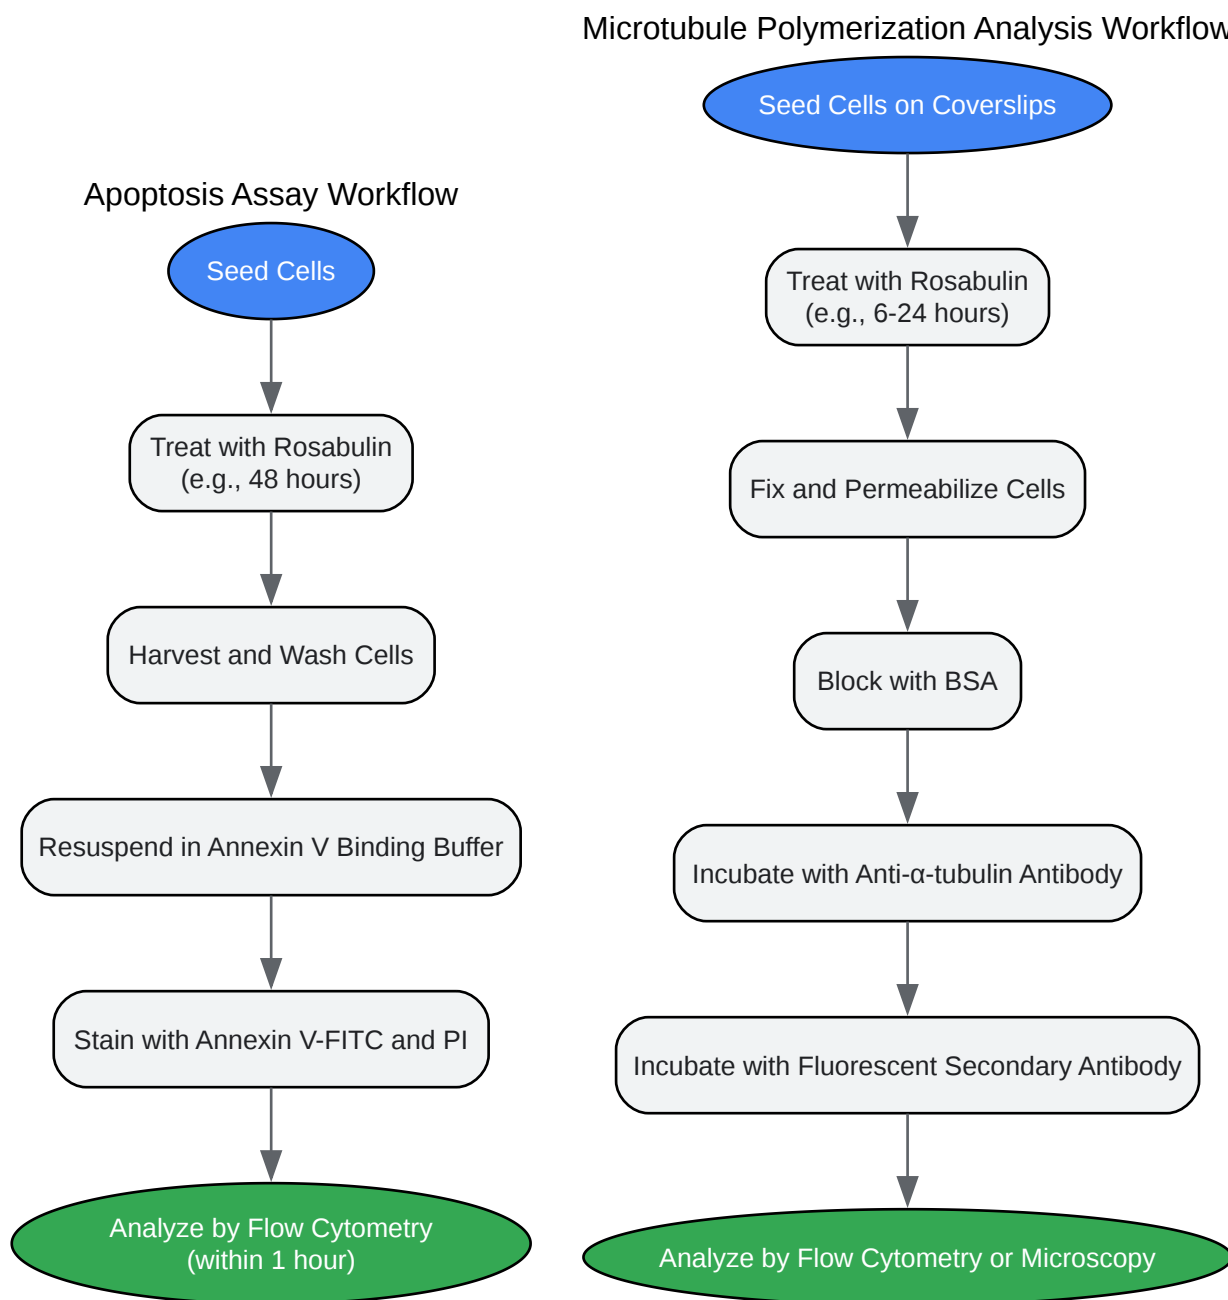 Apoptosis Assay Workflow
Seed Cells
Treat with Rosabulin
(e.g., 48 hours)
Harvest and Wash Cells
Resuspend in Annexin V Binding Buffer
Stain with Annexin V-FITC and PI
Analyze by Flow Cytometry
(within 1 hour)
Microtubule Polymerization Analysis Workflow
Seed Cells on Coverslips
Treat with Rosabulin
(e.g., 6-24 hours)
Fix and Permeabilize Cells
Block with BSA
Incubate with Anti-α-tubulin Antibody
Incubate with Fluorescent Secondary Antibody
Analyze by Flow Cytometry or Microscopy